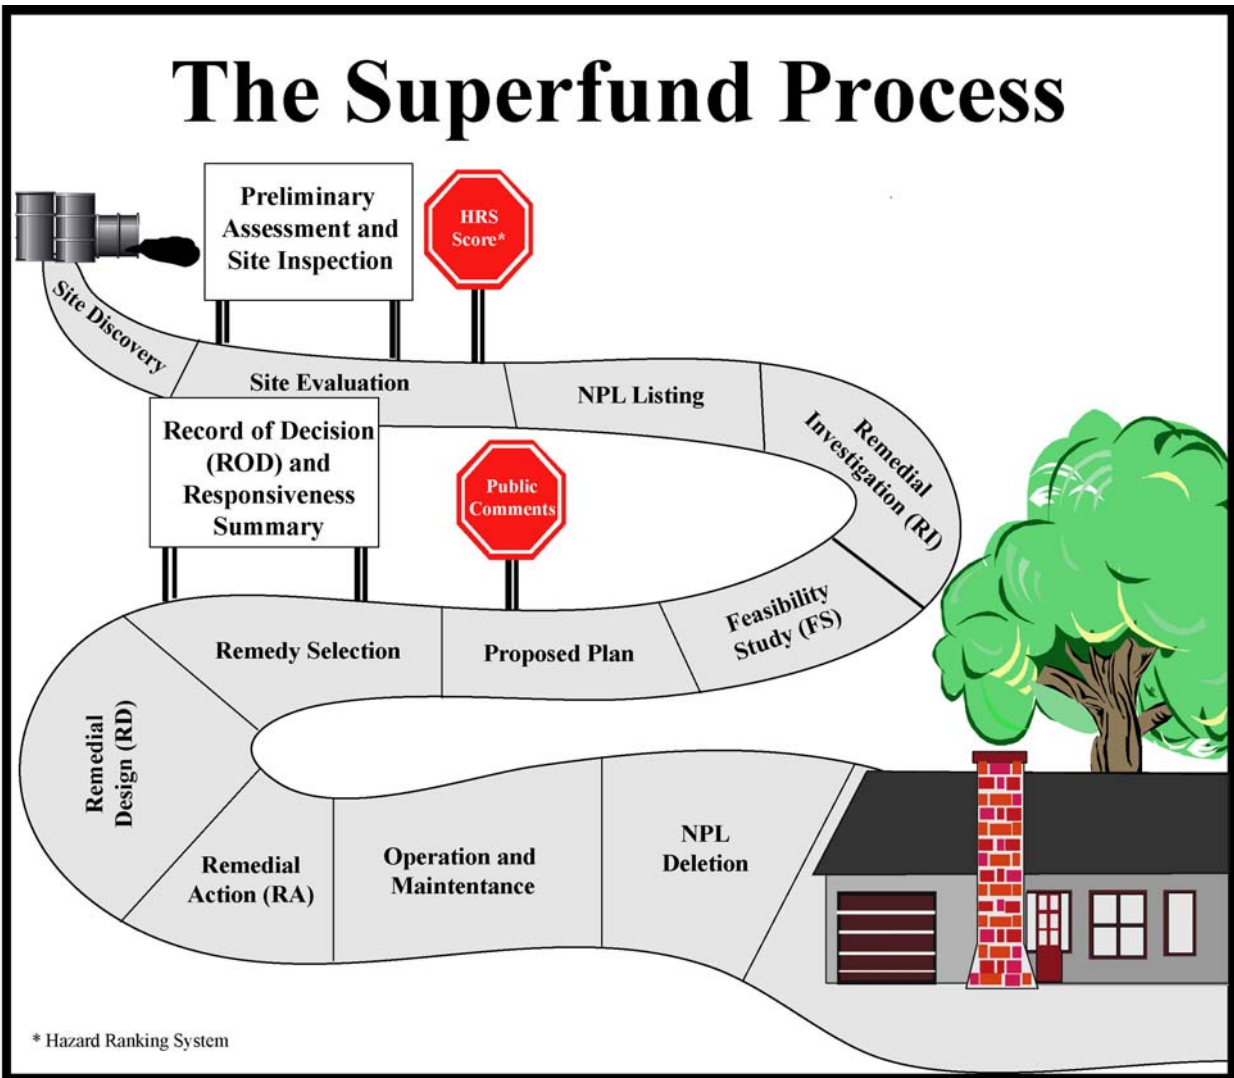 The Superfund Process
Preliminary
Assessment and
Site Inspection
HRS
Score*
Site Discovery
Site Evaluation
NPL Listing
Remedial
Investigation (RI)
Record of Decision
(ROD) and
Responsiveness
Summary
Public
Comments
Feasibility
Study (FS)
Proposed Plan
Remedy Selection
Remedial
Design (RD)
Remedial
Action (RA)
Operation and
Maintentance
NPL
Deletion
* Hazard Ranking System